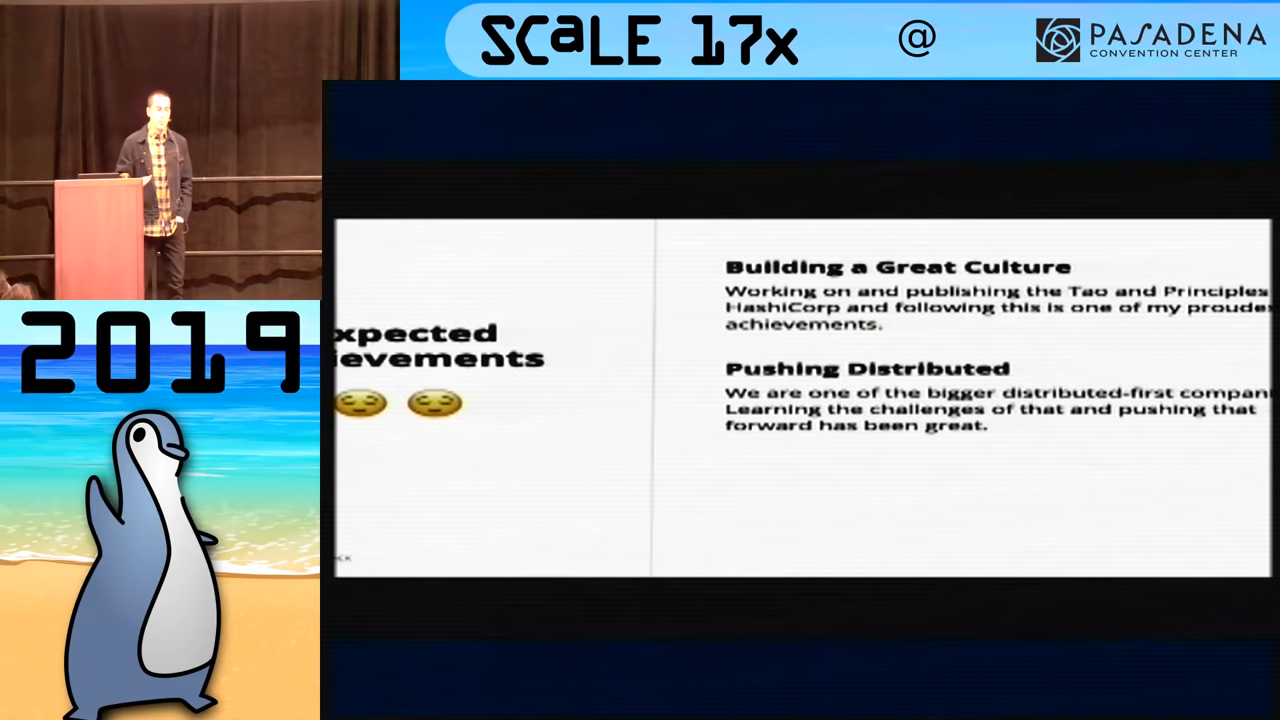 SCaLE 17x
@
PASADENA
CONVENTION CENTER
2019
xpected
ievements
Building a Great Culture
Working on and publishing the Tao and Principles
HashiCorp and following this is one of my proudes
achievements.
Pushing Distributed
We are one of the bigger distributed-first compan
Learning the challenges of that and pushing that
forward has been great.